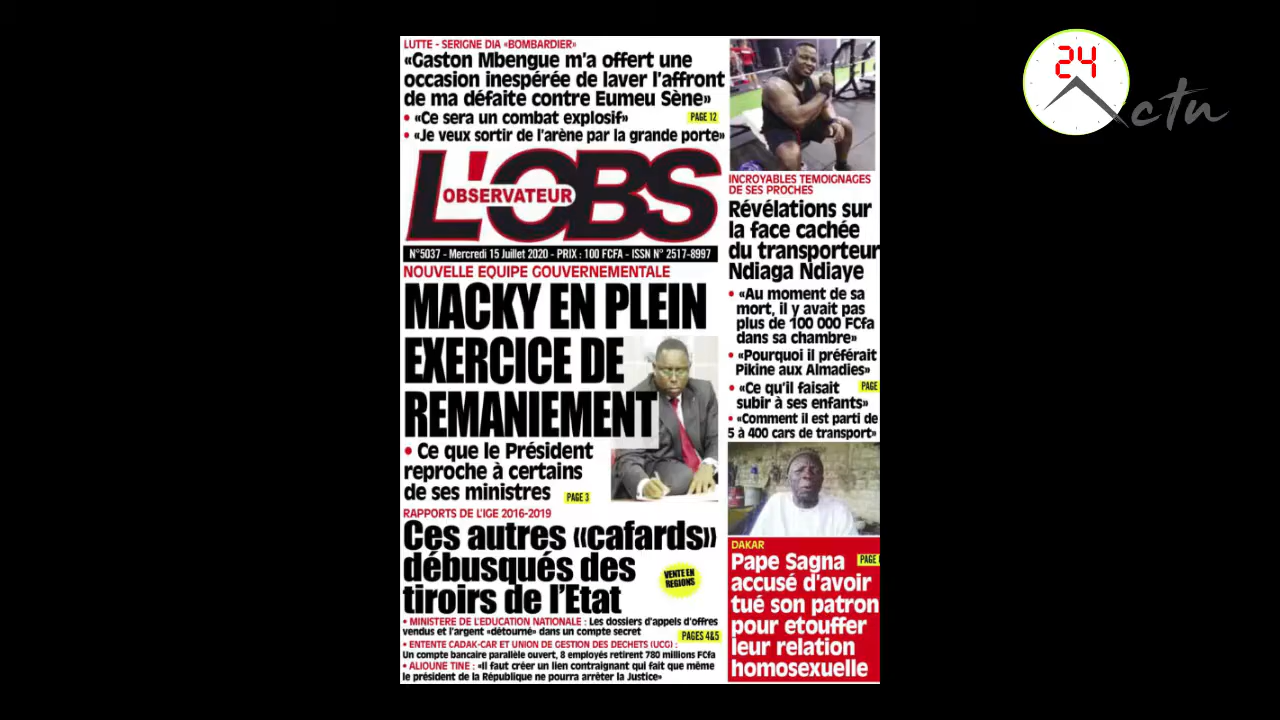 LUTTE - SERIGNE DIA «BOMBARDIER»
«Gaston Mbengue m'a offert une
occasion inespérée de laver l'affront
de ma défaite contre Eumeu Sène»
• «Ce sera un combat explosif»
PAGE 12
• «Je veux sortir de l'arène par la grande porte»
L'OBS
OBSERVATEUR
N°5037 - Mercredi 15 Juillet 2020 - PRIX : 100 FCFA - ISSN N° 2517-8997
NOUVELLE EQUIPE GOUVERNEMENTALE
MACKY EN PLEIN
EXERCICE DE
REMANIEMENT
• Ce que le Président
reproche à certains
de ses ministres
PAGE 3
RAPPORTS DE L'IGE 2016-2019
Ces autres «cafards»
débusqués des
tiroirs de l'Etat
VENTE EN
REGIONS
• MINISTERE DE L'EDUCATION NATIONALE : Les dossiers d'appels d'offres
vendus et l'argent «détourné» dans un compte secret
PAGES 4&5
• ENTENTE CADAK-CAR ET UNION DE GESTION DES DECHETS (UCG) :
Un compte bancaire parallèle ouvert, 8 employés retirent 780 millions FCfa
• ALIOUNE TINE : «Il faut créer un lien contraignant qui fait que même
le président de la République ne pourra arrêter la Justice»
INCROYABLES TEMOIGNAGES
DE SES PROCHES
Révélations sur
la face cachée
du transporteur
Ndiaga Ndiaye
• «Au moment de sa
mort, il y avait pas
plus de 100 000 FCfa
dans sa chambre»
• «Pourquoi il préférait
Pikine aux Almadies»
• «Ce qu'il faisait
PAGE
subir à ses enfants»
• «Comment il est parti de
5 à 400 cars de transport»
DAKAR
Pape Sagna
PAGE
accusé d'avoir
tué son patron
pour etouffer
leur relation
homosexuelle
24
Actu